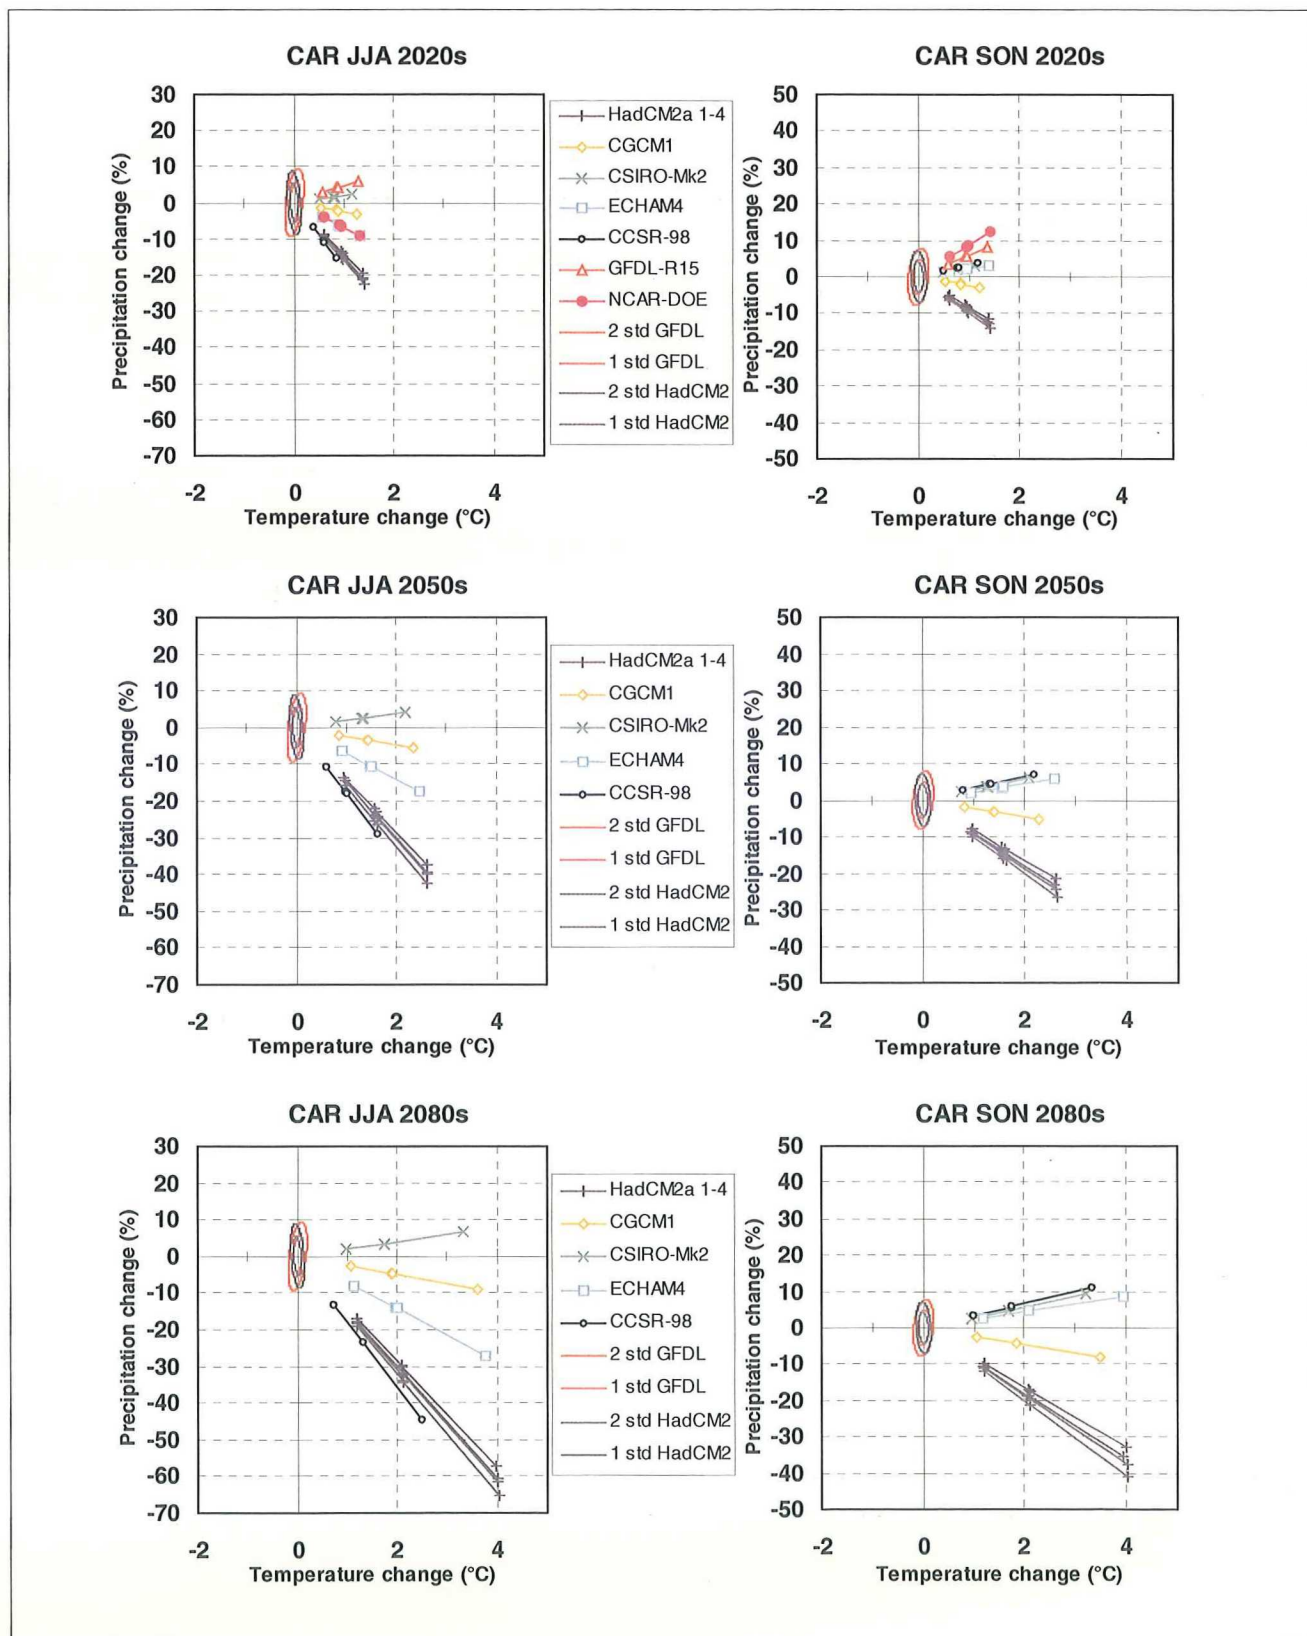 CAR JJA 2020s
Precipitation change (%)
30
20
10
0
-10
-20
-30
-40
-50
-60
-70
-2 0 2 4
Temperature change (°C)
HadCM2a 1-4
CGCM1
CSIRO-Mk2
ECHAM4
CCSR-98
GFDL-R15
NCAR-DOE
2 std GFDL
1 std GFDL
2 std HadCM2
1 std HadCM2
CAR SON 2020s
Precipitation change (%)
50
40
30
20
10
0
-10
-20
-30
-40
-50
-2 0 2 4
Temperature change (°C)
CAR JJA 2050s
Precipitation change (%)
30
20
10
0
-10
-20
-30
-40
-50
-60
-70
-2 0 2 4
Temperature change (°C)
HadCM2a 1-4
CGCM1
CSIRO-Mk2
ECHAM4
CCSR-98
2 std GFDL
1 std GFDL
2 std HadCM2
1 std HadCM2
CAR SON 2050s
Precipitation change (%)
50
40
30
20
10
0
-10
-20
-30
-40
-50
-2 0 2 4
Temperature change (°C)
CAR JJA 2080s
Precipitation change (%)
30
20
10
0
-10
-20
-30
-40
-50
-60
-70
-2 0 2 4
Temperature change (°C)
HadCM2a 1-4
CGCM1
CSIRO-Mk2
ECHAM4
CCSR-98
2 std GFDL
1 std GFDL
2 std HadCM2
1 std HadCM2
CAR SON 2080s
Precipitation change (%)
50
40
30
20
10
0
-10
-20
-30
-40
-50
-2 0 2 4
Temperature change (°C)